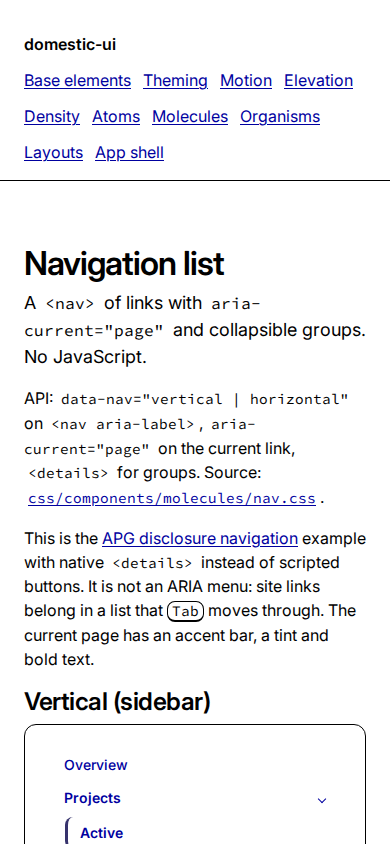 domestic-ui
Base elements Theming Motion Elevation
Density Atoms Molecules Organisms
Layouts App shell
Navigation list
A <nav> of links with aria-
current="page" and collapsible groups.
No JavaScript.
API: data-nav="vertical | horizontal"
on <nav aria-label>, aria-
current="page" on the current link,
<details> for groups. Source:
css/components/molecules/nav.css.
This is the APG disclosure navigation example
with native <details> instead of scripted
buttons. It is not an ARIA menu: site links
belong in a list that Tab moves through. The
current page has an accent bar, a tint and
bold text.
Vertical (sidebar)
Overview
Projects
Active